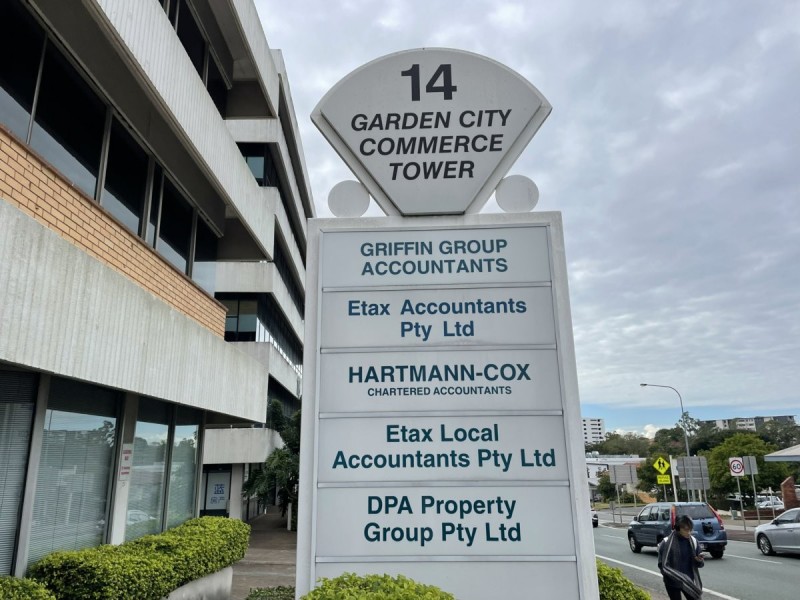 14
GARDEN CITY
COMMERCE
TOWER
GRIFFIN GROUP
ACCOUNTANTS
Etax Accountants
Pty Ltd
HARTMANN-COX
CHARTERED ACCOUNTANTS
Etax Local
Accountants Pty Ltd
DPA Property
Group Pty Ltd
60